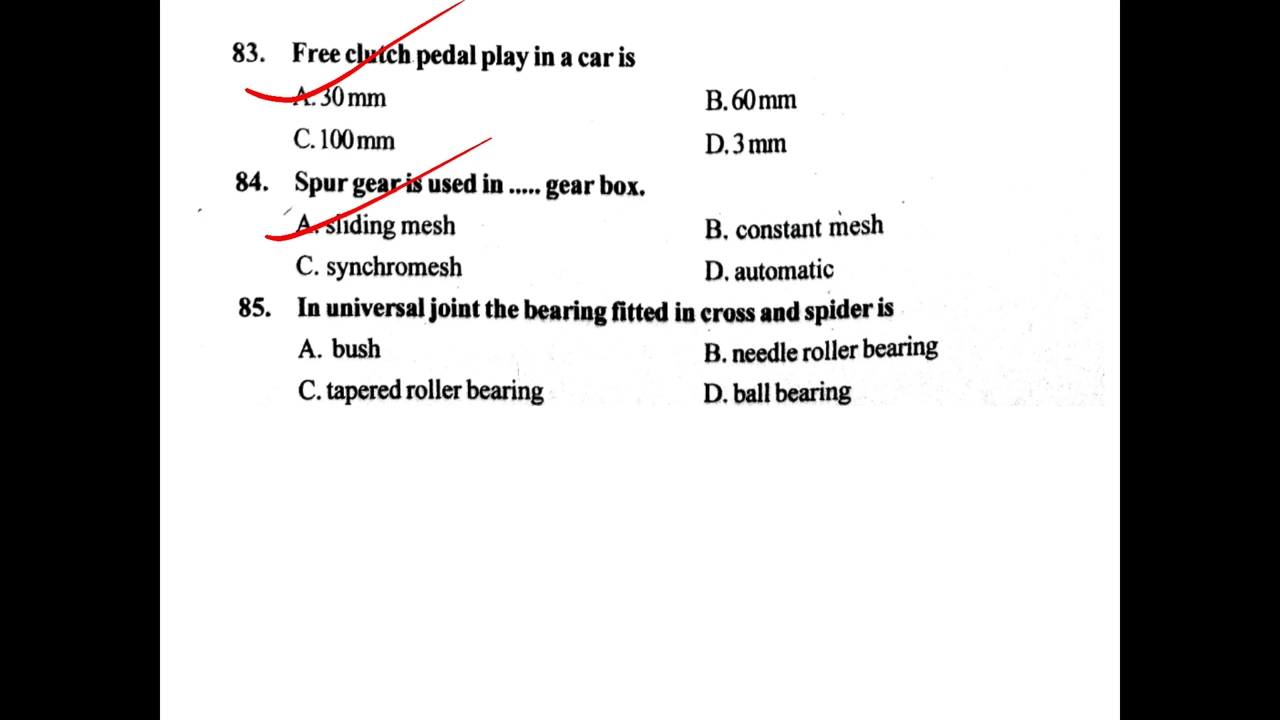 83. Free clutch pedal play in a car is
A. 30 mm B. 60 mm
C. 100 mm D. 3 mm
84. Spur gear is used in ..... gear box.
A. sliding mesh B. constant mesh
C. synchromesh D. automatic
85. In universal joint the bearing fitted in cross and spider is
A. bush B. needle roller bearing
C. tapered roller bearing D. ball bearing